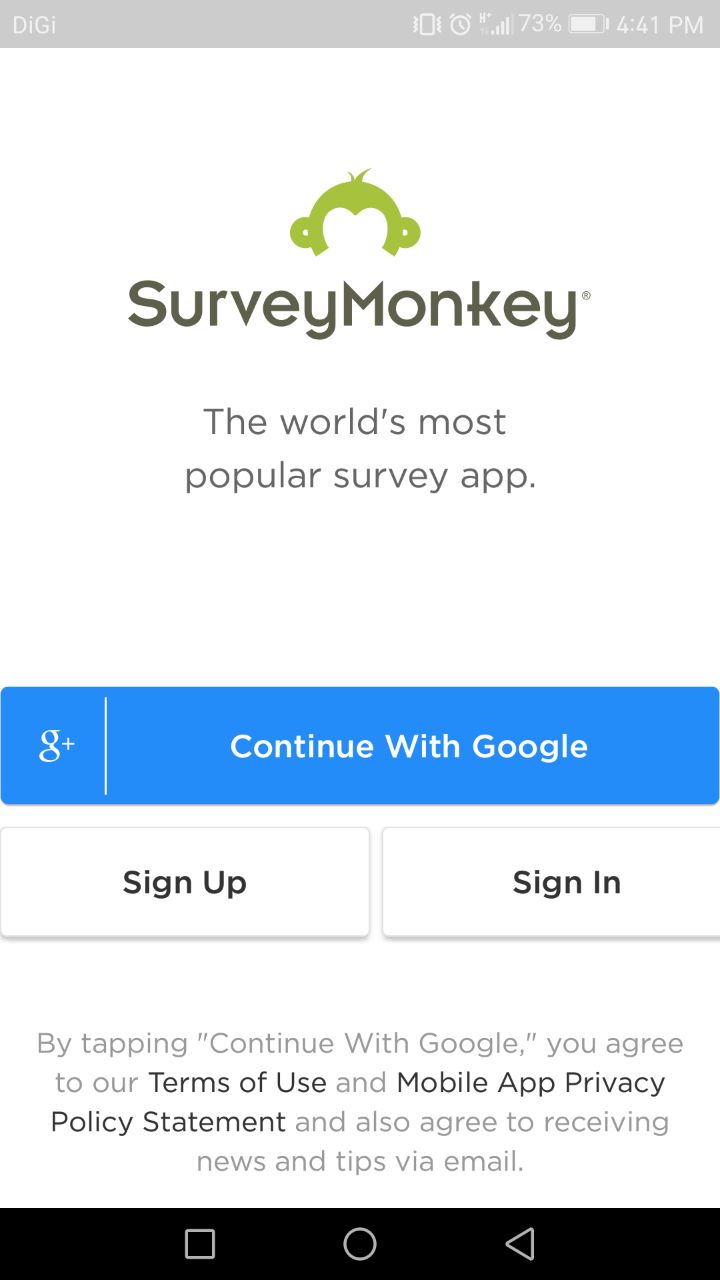 DiGi 73% 4:41 PM
SurveyMonkey®
The world's most
popular survey app.
g+ Continue With Google
Sign Up Sign In
By tapping "Continue With Google," you agree
to our Terms of Use and Mobile App Privacy
Policy Statement and also agree to receiving
news and tips via email.